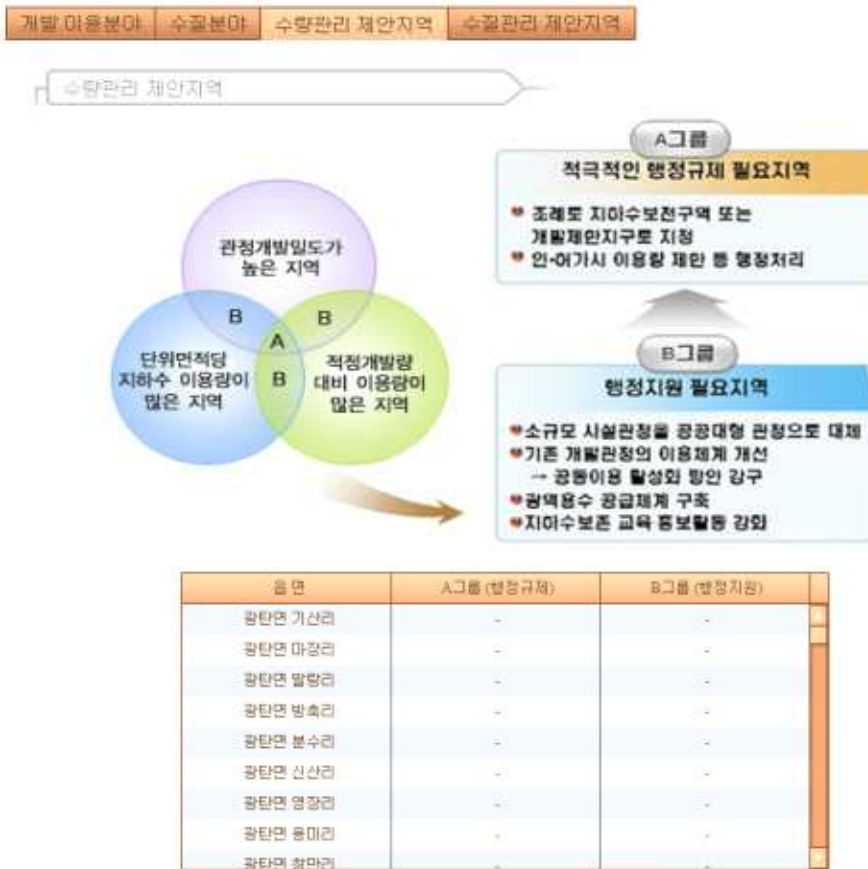 개발 이용분야
수질분야
수량관리 제안지역
수질관리 제안지역
수량관리 제안지역
관정개발밀도가
높은 지역
B
B
A
B
단위면적당
지하수 이용량이
많은 지역
적정개발량
대비 이용량이
많은 지역
A그룹
적극적인 행정규제 필요지역
조례로 지하수보전구역 또는
개발제한지구로 지정
인·허가시 이용량 제한 등 행정처리
B그룹
행정지원 필요지역
소규모 시설관정을 공공대형 관정으로 대체
기존 개발관정의 이용체계 개선
→ 공동이용 활성화 방안 강구
광역용수 공급체계 구축
지하수보존 교육 홍보활동 강화
읍면 A그룹 (행정규제) B그룹 (행정지원)
광탄면 기산리 - -
광탄면 마장리 - -
광탄면 발랑리 - -
광탄면 방축리 - -
광탄면 분수리 - -
광탄면 신산리 - -
광탄면 영장리 - -
광탄면 용미리 - -
광탄면 창만리 - -